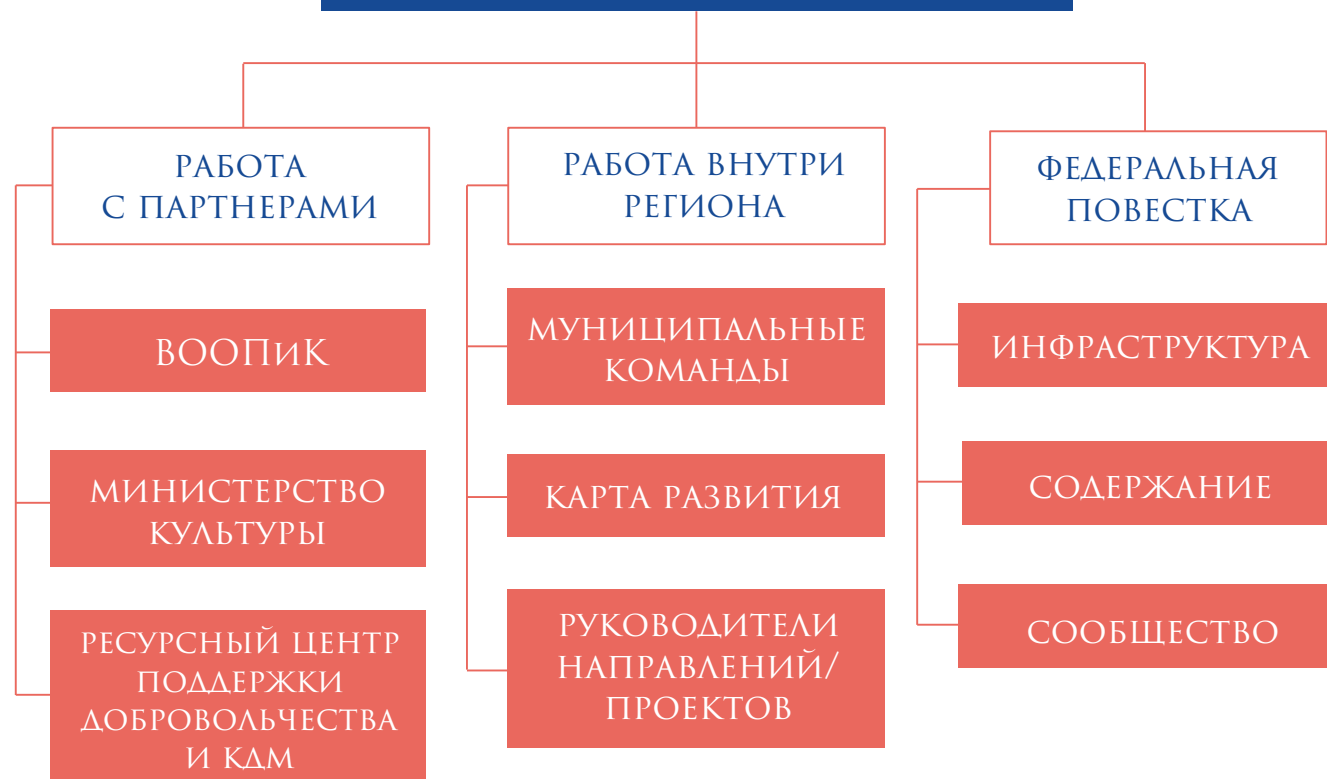 РАБОТА
С ПАРТНЕРАМИ
ВООПиК
МИНИСТЕРСТВО
КУЛЬТУРЫ
РЕСУРСНЫЙ ЦЕНТР
ПОДДЕРЖКИ
ДОБРОВОЛЬЧЕСТВА
И КДМ
РАБОТА ВНУТРИ
РЕГИОНА
МУНИЦИПАЛЬНЫЕ
КОМАНДЫ
КАРТА РАЗВИТИЯ
РУКОВОДИТЕЛИ
НАПРАВЛЕНИЙ/
ПРОЕКТОВ
ФЕДЕРАЛЬНАЯ
ПОВЕСТКА
ИНФРАСТРУКТУРА
СОДЕРЖАНИЕ
СООБЩЕСТВО